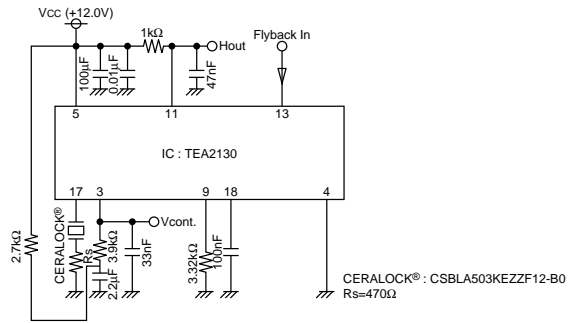 VCC (+12.0V)
1kΩ
Hout
Flyback In
100μF
0.01μF
47nF
5
11
13
IC : TEA2130
17
3
9
18
4
Vcont.
2.7kΩ
CERALOCK®
Rs
3.9kΩ
2.2μF
33nF
3.32kΩ
100nF
CERALOCK® : CSBLA503KEZZF12-B0
Rs=470Ω